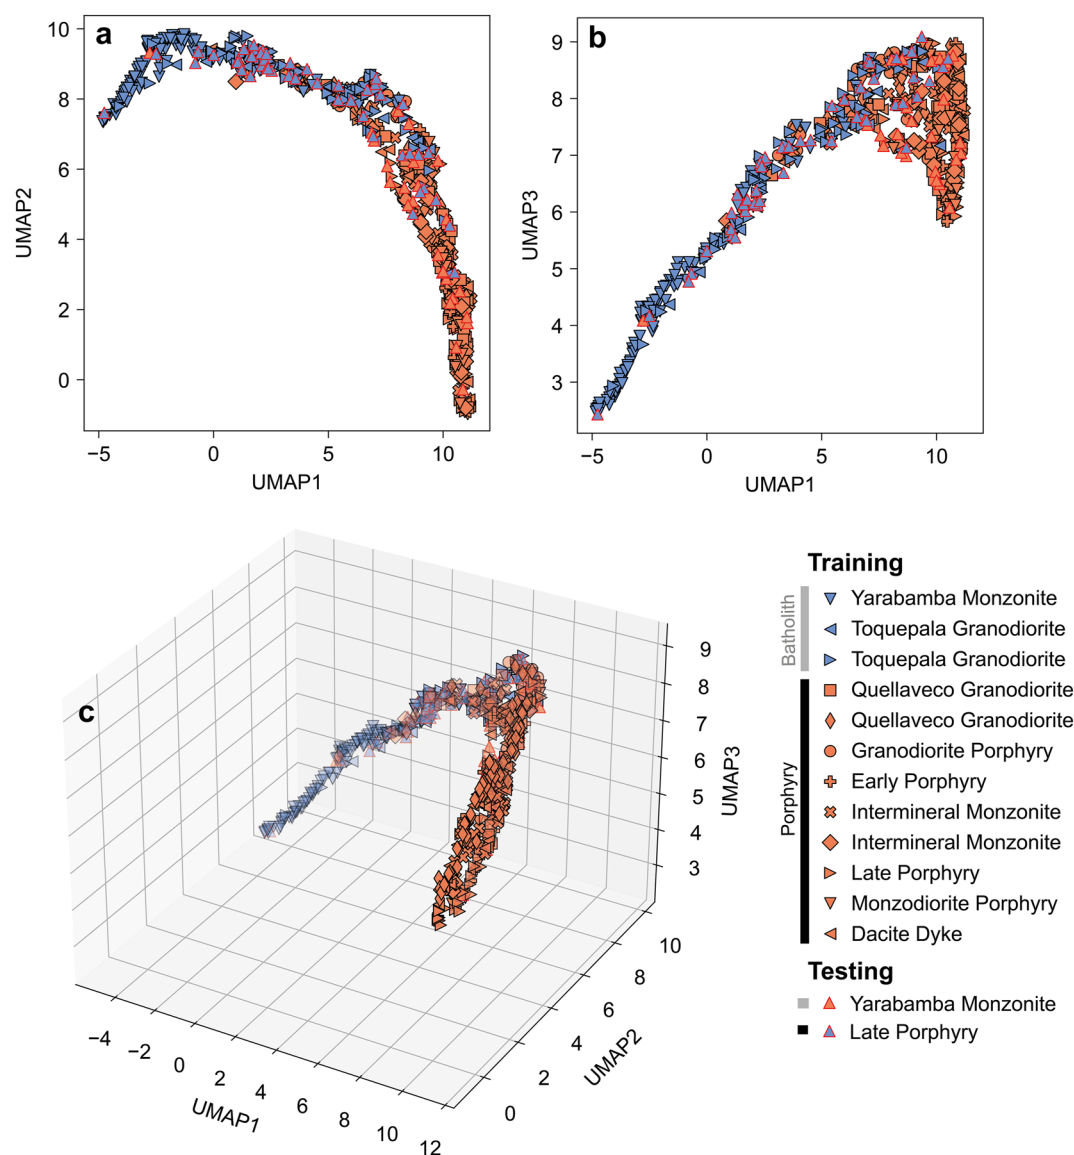 a
10
8
6
4
2
0
UMAP2
−5
0
5
10
UMAP1
b
9
8
7
6
5
4
3
UMAP3
−5
0
5
10
UMAP1
c
9
8
7
6
5
4
3
UMAP3
10
8
6
4
2
0
UMAP2
−4
−2
0
2
4
6
8
10
12
UMAP1
Training
Batholith
Yarabamba Monzonite
Toquepala Granodiorite
Toquepala Granodiorite
Porphyry
Quellaveco Granodiorite
Quellaveco Granodiorite
Granodiorite Porphyry
Early Porphyry
Intermineral Monzonite
Intermineral Monzonite
Late Porphyry
Monzodiorite Porphyry
Dacite Dyke
Testing
Yarabamba Monzonite
Late Porphyry